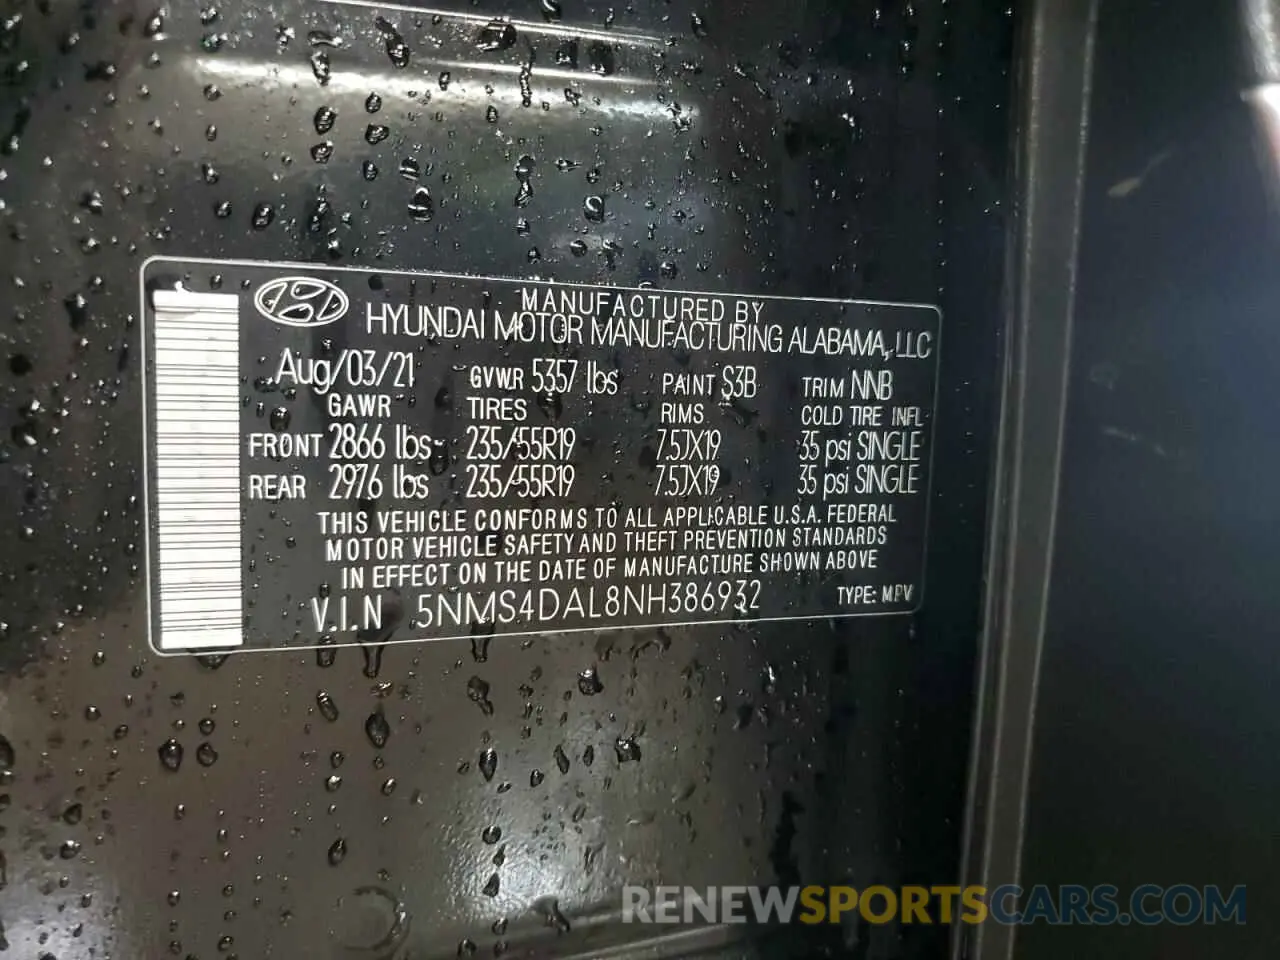 MANUFACTURED BY
HYUNDAI MOTOR MANUFACTURING ALABAMA, LLC
Aug/03/21 GVWR 5357 lbs PAINT S3B TRIM NNB
GAWR TIRES RIMS COLD TIRE INFL
FRONT 2866 lbs 235/55R19 7.5JX19 35 psi SINGLE
REAR 2976 lbs 235/55R19 7.5JX19 35 psi SINGLE
THIS VEHICLE CONFORMS TO ALL APPLICABLE U.S.A. FEDERAL
MOTOR VEHICLE SAFETY AND THEFT PREVENTION STANDARDS
IN EFFECT ON THE DATE OF MANUFACTURE SHOWN ABOVE
V.I.N 5NMS4DAL8NH386932 TYPE: MPV
RENEWSPORTSCARS.COM